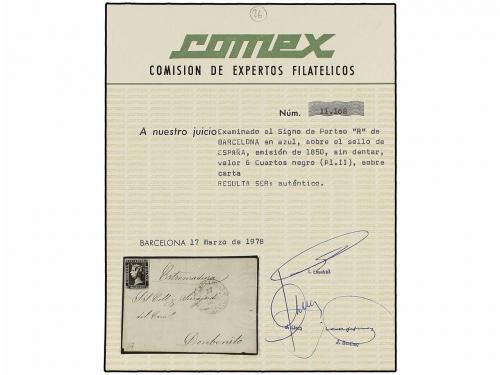 26
comex
COMISION DE EXPERTOS FILATELICOS
Núm. 11.168
A nuestro juicio Examinado el Signo de Porteo "R" de
BARCELONA en azul, sobre el sello de
ESPAÑA, emisión de 1850, sin dentar,
valor 6 Cuartos negro (Pl.II), sobre
carta
RESULTA SER: auténtico.
BARCELONA 17 Marzo de 1978
Extremadura
Donbenito